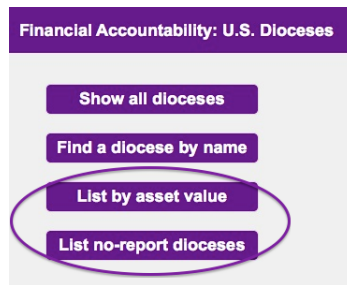 Financial Accountability: U.S. Dioceses
Show all dioceses
Find a diocese by name
List by asset value
List no-report dioceses